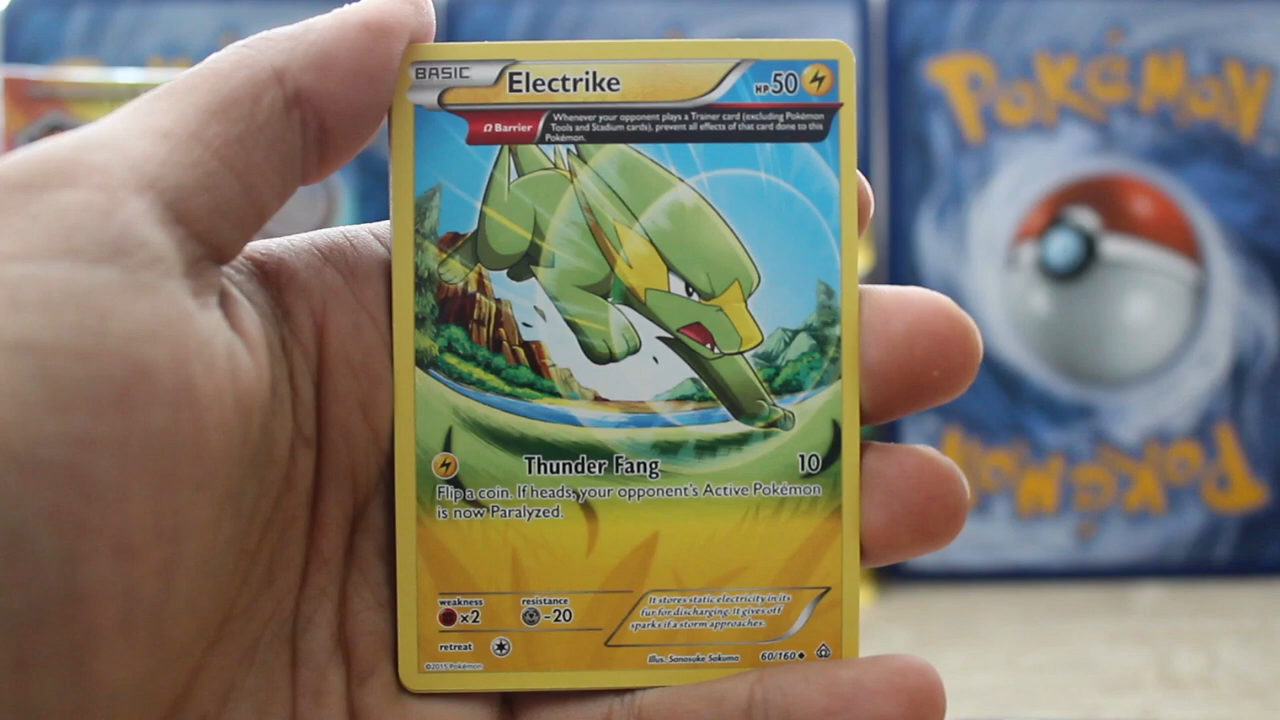 BASIC
Electrike
HP 50
Ω Barrier
Whenever your opponent plays a Trainer card (excluding Pokémon
Tools and Stadium cards), prevent all effects of that card done to this
Pokémon.
Thunder Fang 10
Flip a coin. If heads, your opponent's Active Pokémon
is now Paralyzed.
weakness
×2
resistance
-20
It stores static electricity in its
fur for discharging. It gives off
sparks if a storm approaches.
retreat
©2015 Pokémon
Illus. Sanosuke Sakuma
60/160
POKéMON
POKéMON